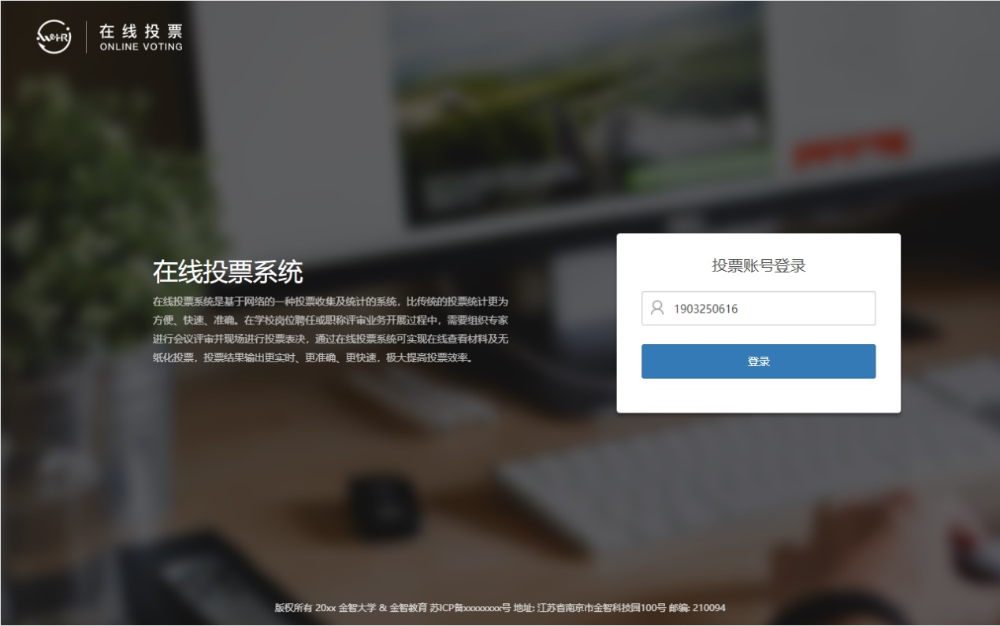 WeHR
在线投票
ONLINE VOTING
在线投票系统
在线投票系统是基于网络的一种投票收集及统计的系统，比传统的投票统计更为
方便、快速、准确。在学校岗位聘任或职称评审业务开展过程中，需要组织专家
进行会议评审并现场进行投票表决，通过在线投票系统可实现在线查看材料及无
纸化投票，投票结果输出更实时、更准确、更快速，极大提高投票效率。
投票账号登录
1903250616
登录
版权所有 20xx 金智大学 & 金智教育 苏ICP备xxxxxxxx号 地址: 江苏省南京市金智科技园100号 邮编: 210094